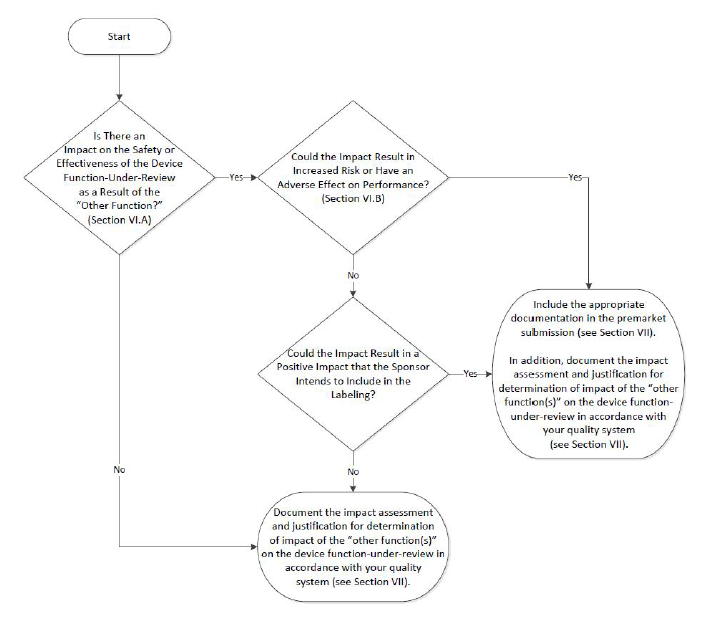 Start
Is There an
Impact on the Safety or
Effectiveness of the Device
Function-Under-Review
as a Result of the
“Other Function?”
(Section VI.A)
Yes
Could the Impact Result in
Increased Risk or Have an
Adverse Effect on Performance?
(Section VI.B)
Yes
No
Include the appropriate
documentation in the premarket
submission (see Section VII).
In addition, document the impact
assessment and justification for
determination of impact of the “other
function(s)” on the device function-
under-review in accordance with
your quality system
(see Section VII).
Could the Impact Result in a
Positive Impact that the Sponsor
Intends to Include in the
Labeling?
Yes
No
No
Document the impact assessment
and justification for determination
of impact of the “other function(s)”
on the device function-under-review in
accordance with your quality
system (see Section VII).